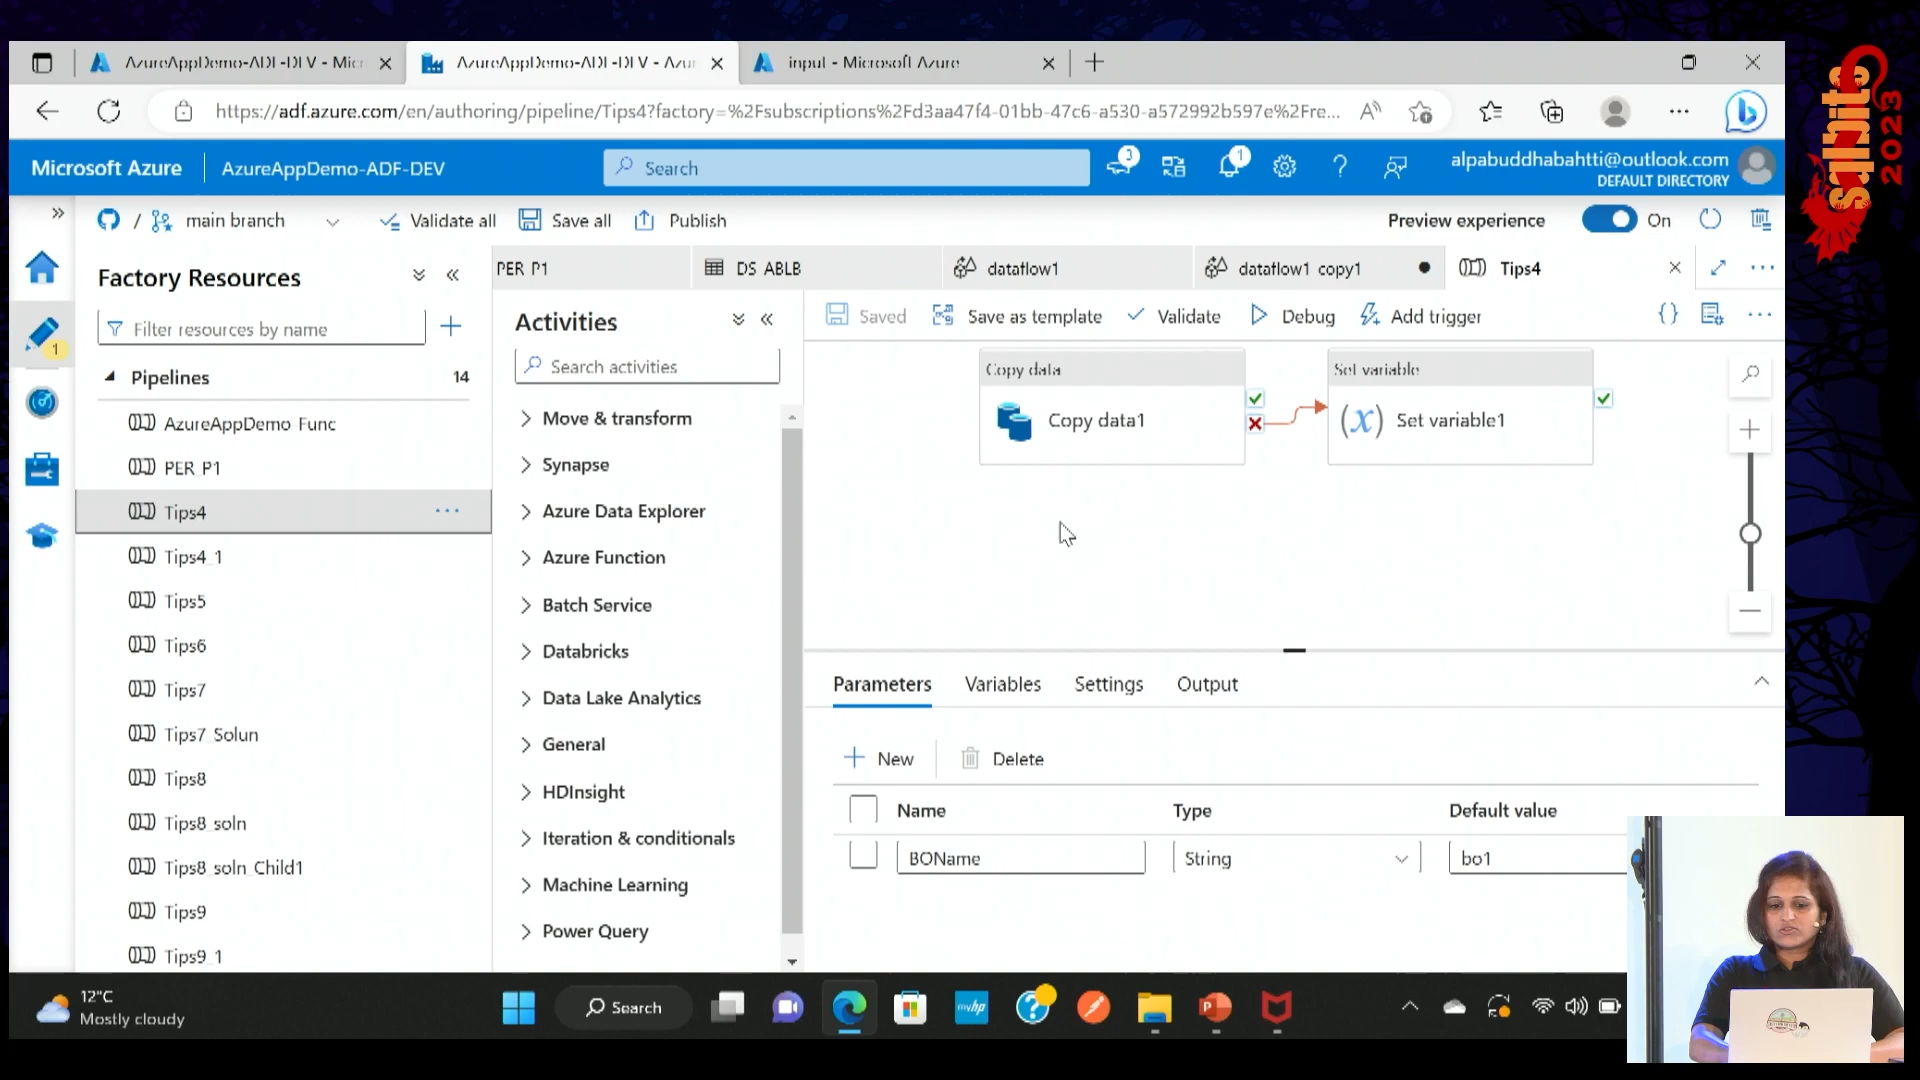 AzureAppDemo-ADF-DEV - Micr
AzureAppDemo-ADF-DEV - Azur
input - Microsoft Azure
https://adf.azure.com/en/authoring/pipeline/Tips4?factory=%2Fsubscriptions%2Fd3aa47f4-01bb-47c6-a530-a572992b597e%2Fre...
Microsoft Azure
AzureAppDemo-ADF-DEV
Search
3
1
alpabuddhabahtti@outlook.com
DEFAULT DIRECTORY
/ main branch
Validate all
Save all
Publish
Preview experience
On
Factory Resources
Filter resources by name
1
Pipelines
14
AzureAppDemo Func
PER P1
Tips4
Tips4 1
Tips5
Tips6
Tips7
Tips7 Solun
Tips8
Tips8 soln
Tips8 soln Child1
Tips9
Tips9 1
PER P1
DS ABLB
dataflow1
dataflow1 copy1
Tips4
Activities
Search activities
Move & transform
Synapse
Azure Data Explorer
Azure Function
Batch Service
Databricks
Data Lake Analytics
General
HDInsight
Iteration & conditionals
Machine Learning
Power Query
Saved
Save as template
Validate
Debug
Add trigger
{}
Copy data
Copy data1
Set variable
(x) Set variable1
Parameters
Variables
Settings
Output
New
Delete
Name
Type
Default value
BOName
String
bo1
12°C
Mostly cloudy
Search
myhp
sqlbits
2023